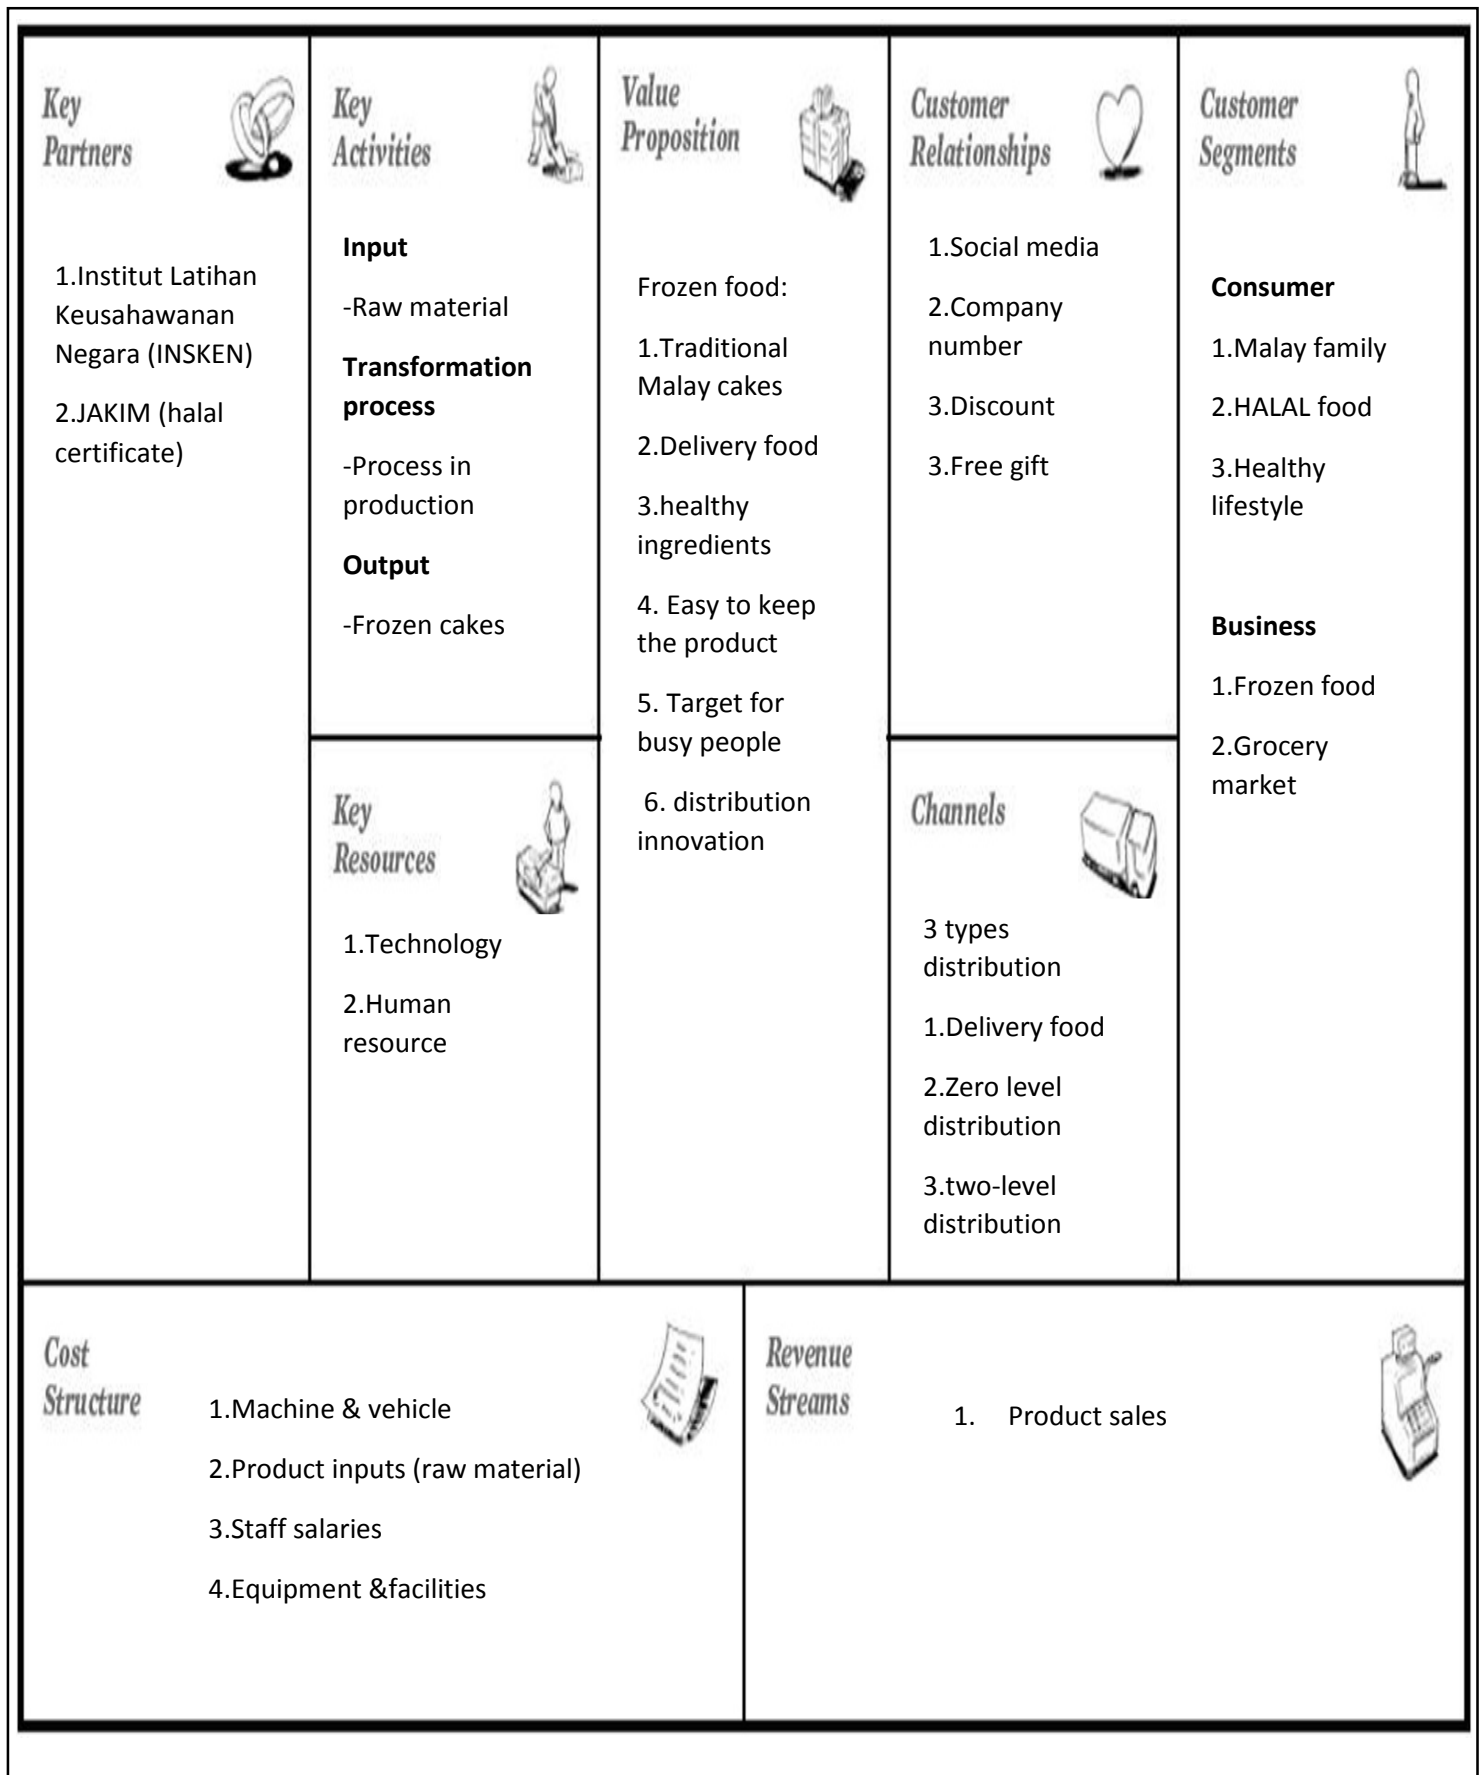 Key
Partners
1.Institut Latihan
Keusahawanan
Negara (INSKEN)
2.JAKIM (halal
certificate)
Key
Activities
Input
-Raw material
Transformation
process
-Process in
production
Output
-Frozen cakes
Key
Resources
1.Technology
2.Human
resource
Value
Proposition
Frozen food:
1.Traditional
Malay cakes
2.Delivery food
3.healthy
ingredients
4. Easy to keep
the product
5. Target for
busy people
6. distribution
innovation
Customer
Relationships
1.Social media
2.Company
number
3.Discount
3.Free gift
Channels
3 types
distribution
1.Delivery food
2.Zero level
distribution
3.two-level
distribution
Customer
Segments
Consumer
1.Malay family
2.HALAL food
3.Healthy
lifestyle
Business
1.Frozen food
2.Grocery
market
Cost
Structure
1.Machine & vehicle
2.Product inputs (raw material)
3.Staff salaries
4.Equipment &facilities
Revenue
Streams
1. Product sales